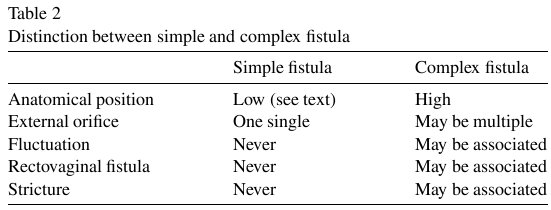 Table 2
Distinction between simple and complex fistula
Simple fistula Complex fistula
Anatomical position Low (see text) High
External orifice One single May be multiple
Fluctuation Never May be associated
Rectovaginal fistula Never May be associated
Stricture Never May be associated